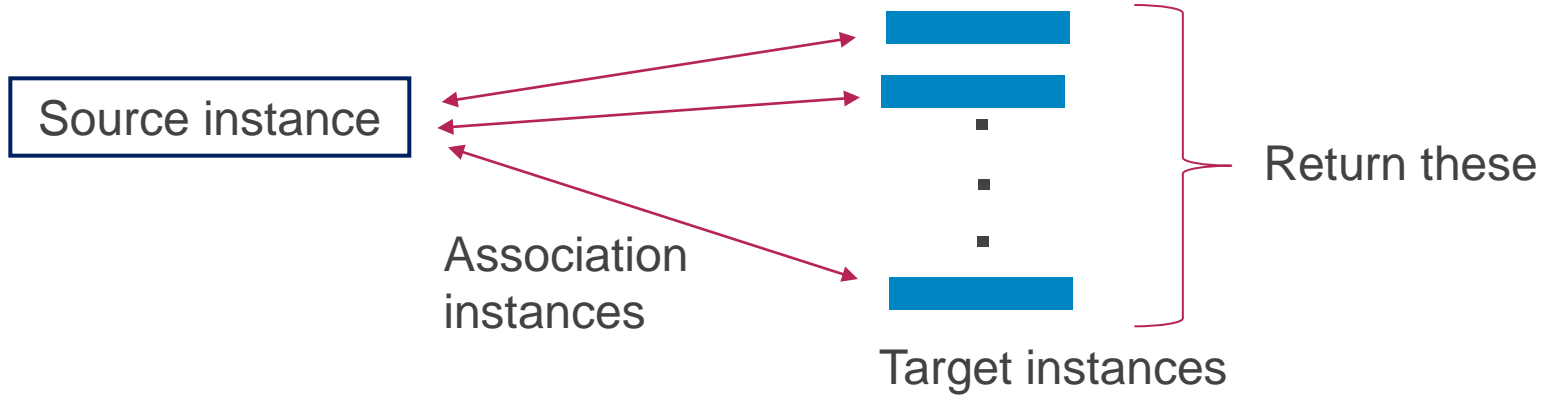 Source instance
Return these
Association
instances
Target instances